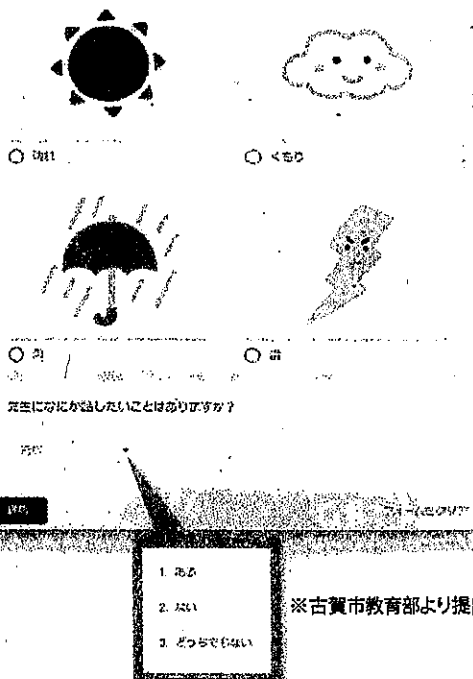 晴れ
くもり
雨
雷
先生になにか話したいことはありますか？
選択
送信
フォームをクリア
1. ある
2. ない
3. どっちでもない
※古賀市教育部より提